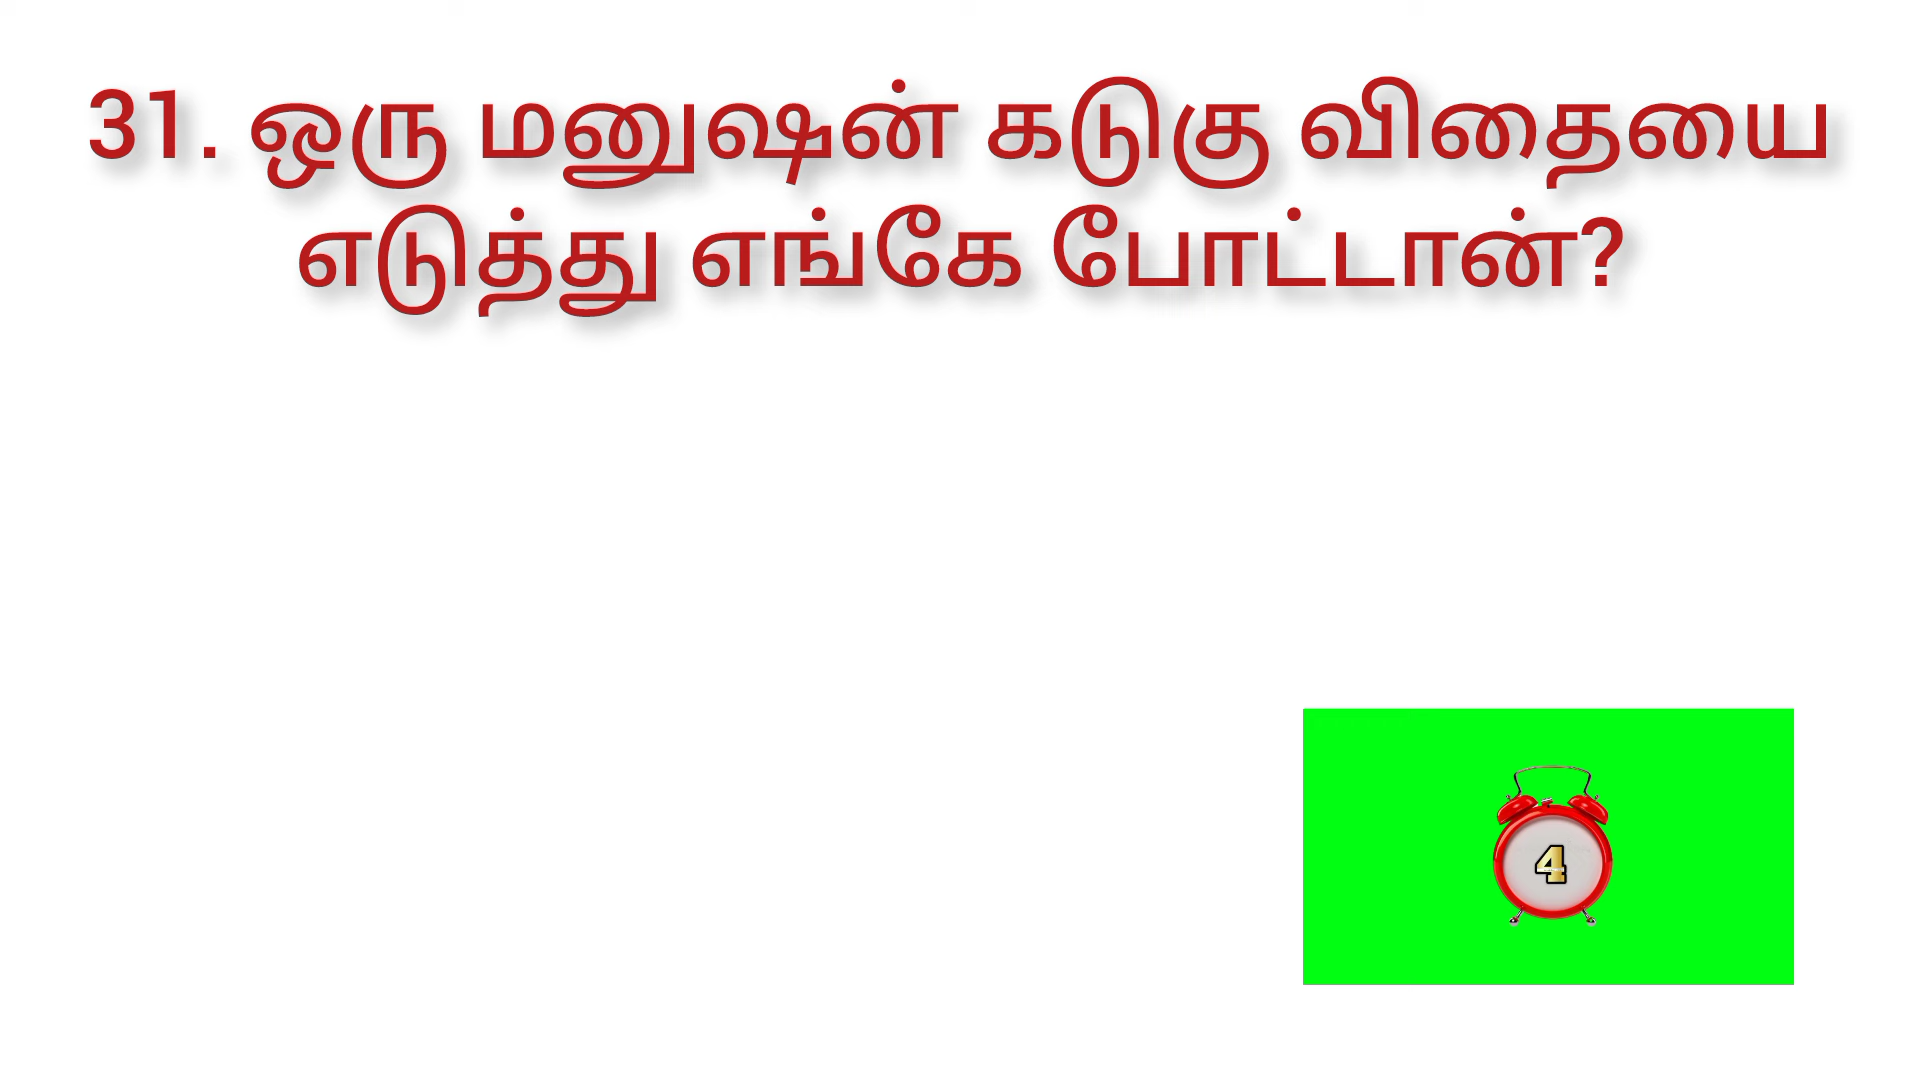 31. ஒரு மனுஷன் கடுகு விதையை
எடுத்து எங்கே போட்டான்?
4